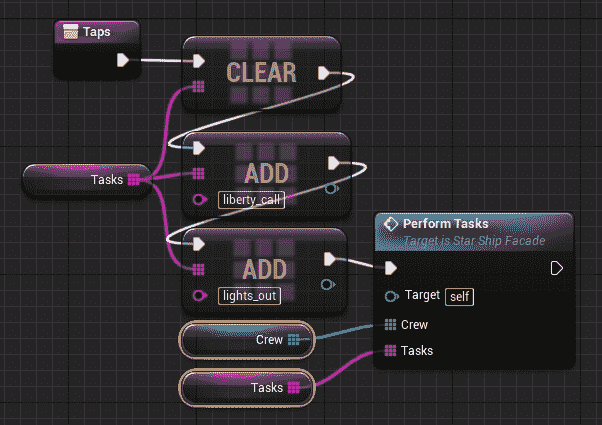 Taps
CLEAR
Tasks
ADD
liberty_call
ADD
lights_out
Perform Tasks
Target is Star Ship Facade
Target self
Crew
Tasks
Crew
Tasks